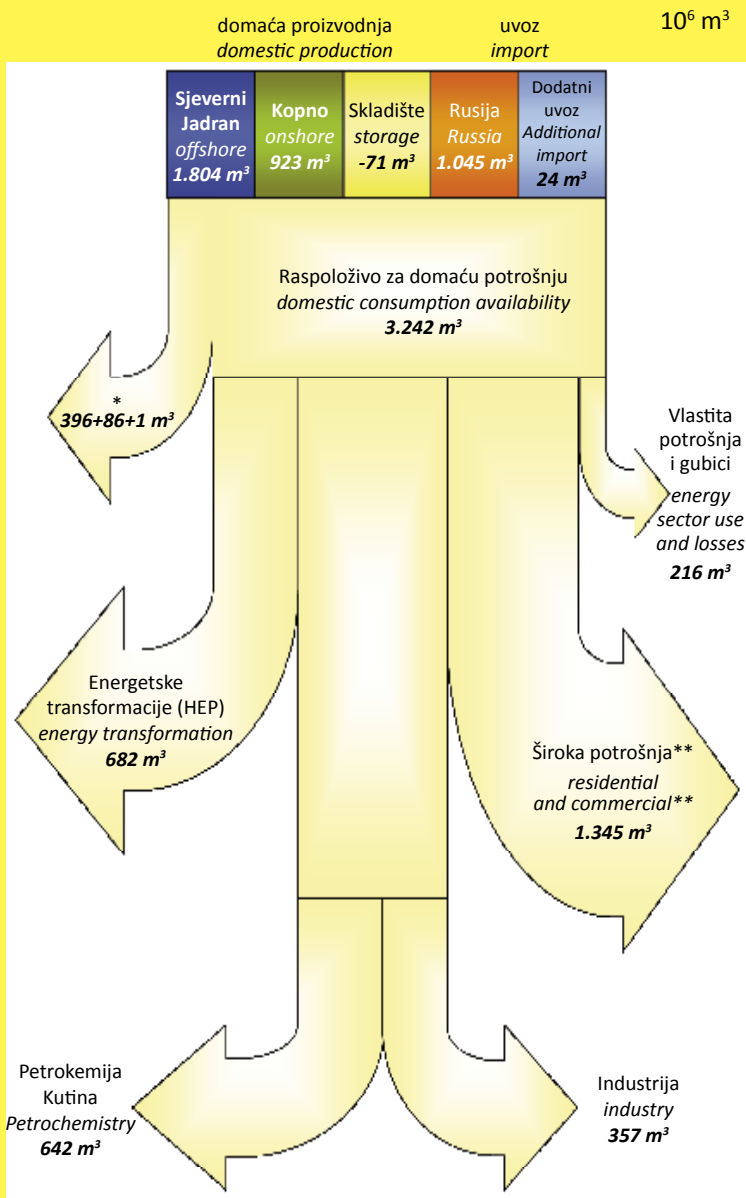 domaća proizvodnja
domestic production
uvoz
import
10⁶ m³
Sjeverni
Jadran
offshore
1.804 m³
Kopno
onshore
923 m³
Skladište
storage
-71 m³
Rusija
Russia
1.045 m³
Dodatni
uvoz
Additional
import
24 m³
Raspoloživo za domaću potrošnju
domestic consumption availability
3.242 m³
*
396+86+1 m³
Vlastita
potrošnja
i gubici
energy
sector use
and losses
216 m³
Energetske
transformacije (HEP)
energy transformation
682 m³
Široka potrošnja**
residential
and commercial**
1.345 m³
Petrokemija
Kutina
Petrochemistry
642 m³
Industrija
industry
357 m³